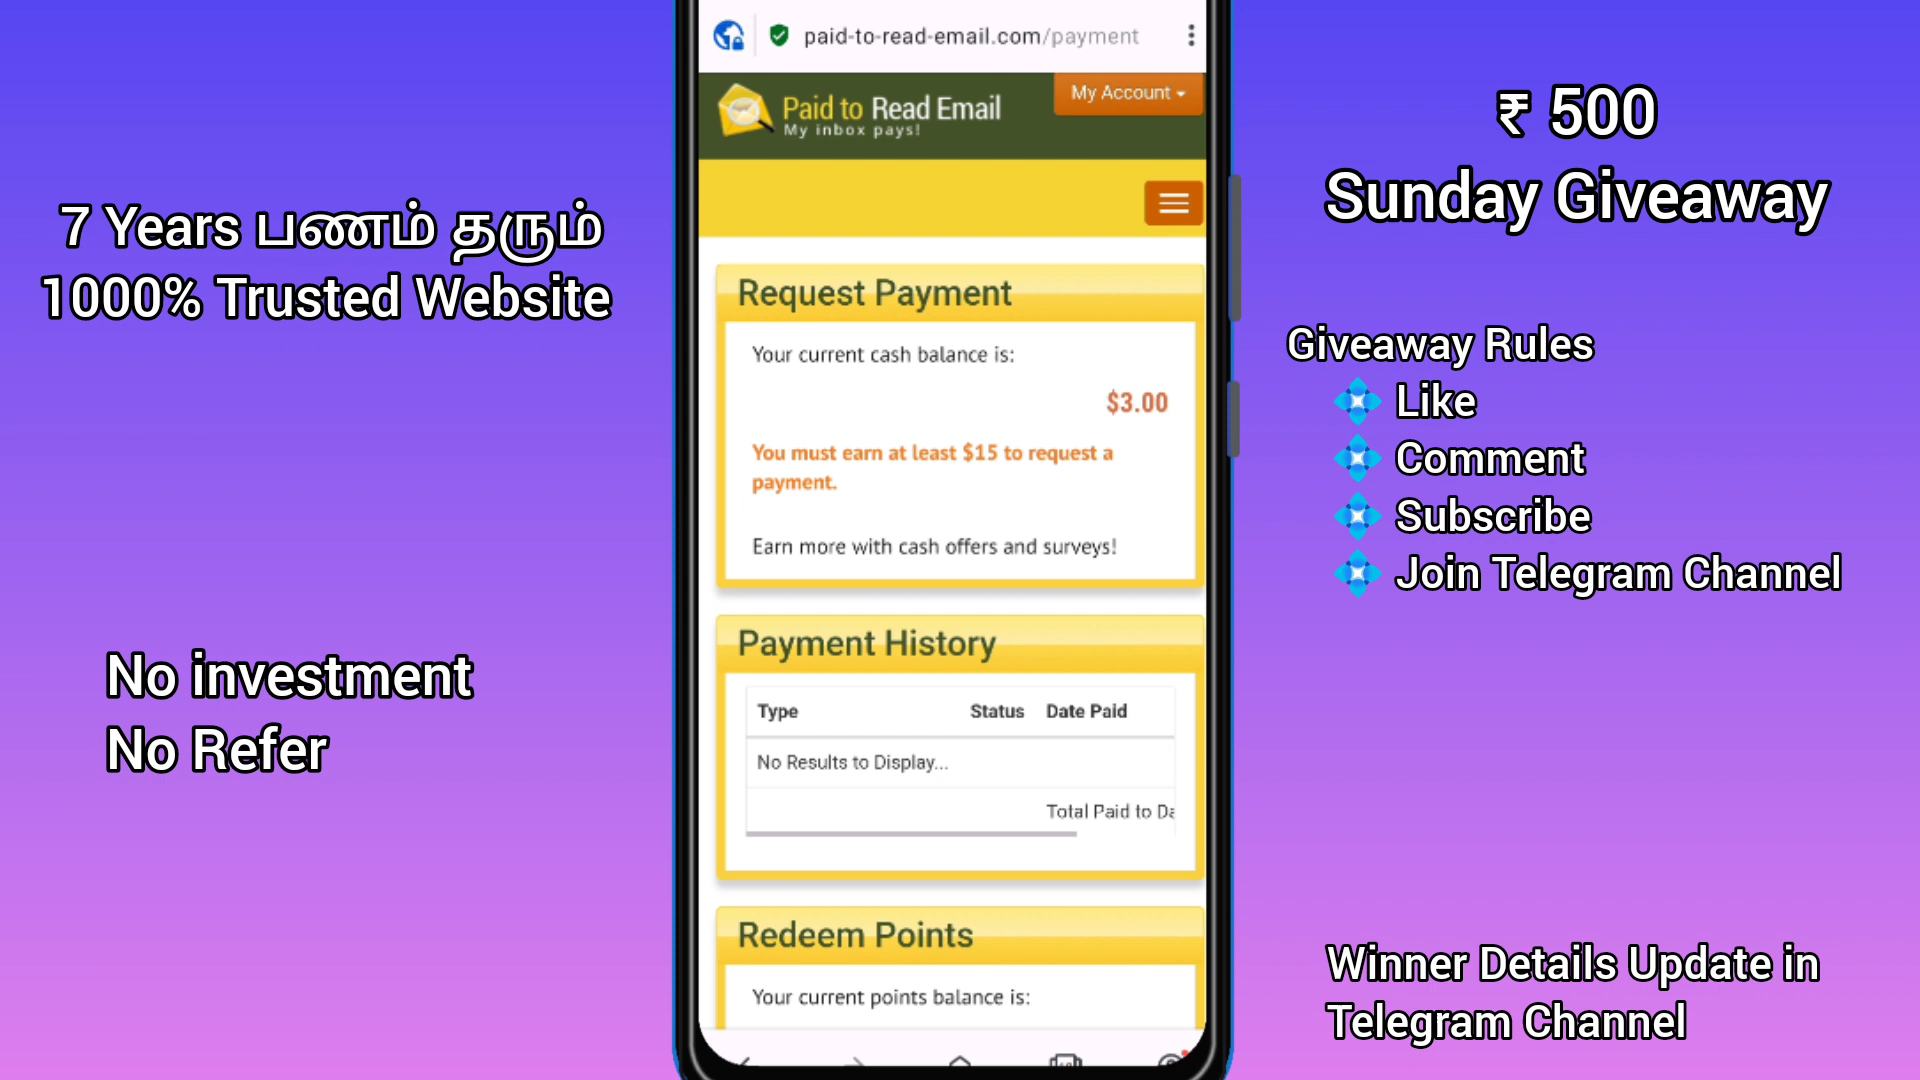 7 Years பணம் தரும்
1000% Trusted Website
No investment
No Refer
paid-to-read-email.com/payment
My Account
Paid to Read Email
My inbox pays!
Request Payment
Your current cash balance is:
$3.00
You must earn at least $15 to request a
payment.
Earn more with cash offers and surveys!
Payment History
Type Status Date Paid
No Results to Display...
Total Paid to Da
Redeem Points
Your current points balance is:
₹ 500
Sunday Giveaway
Giveaway Rules
Like
Comment
Subscribe
Join Telegram Channel
Winner Details Update in
Telegram Channel